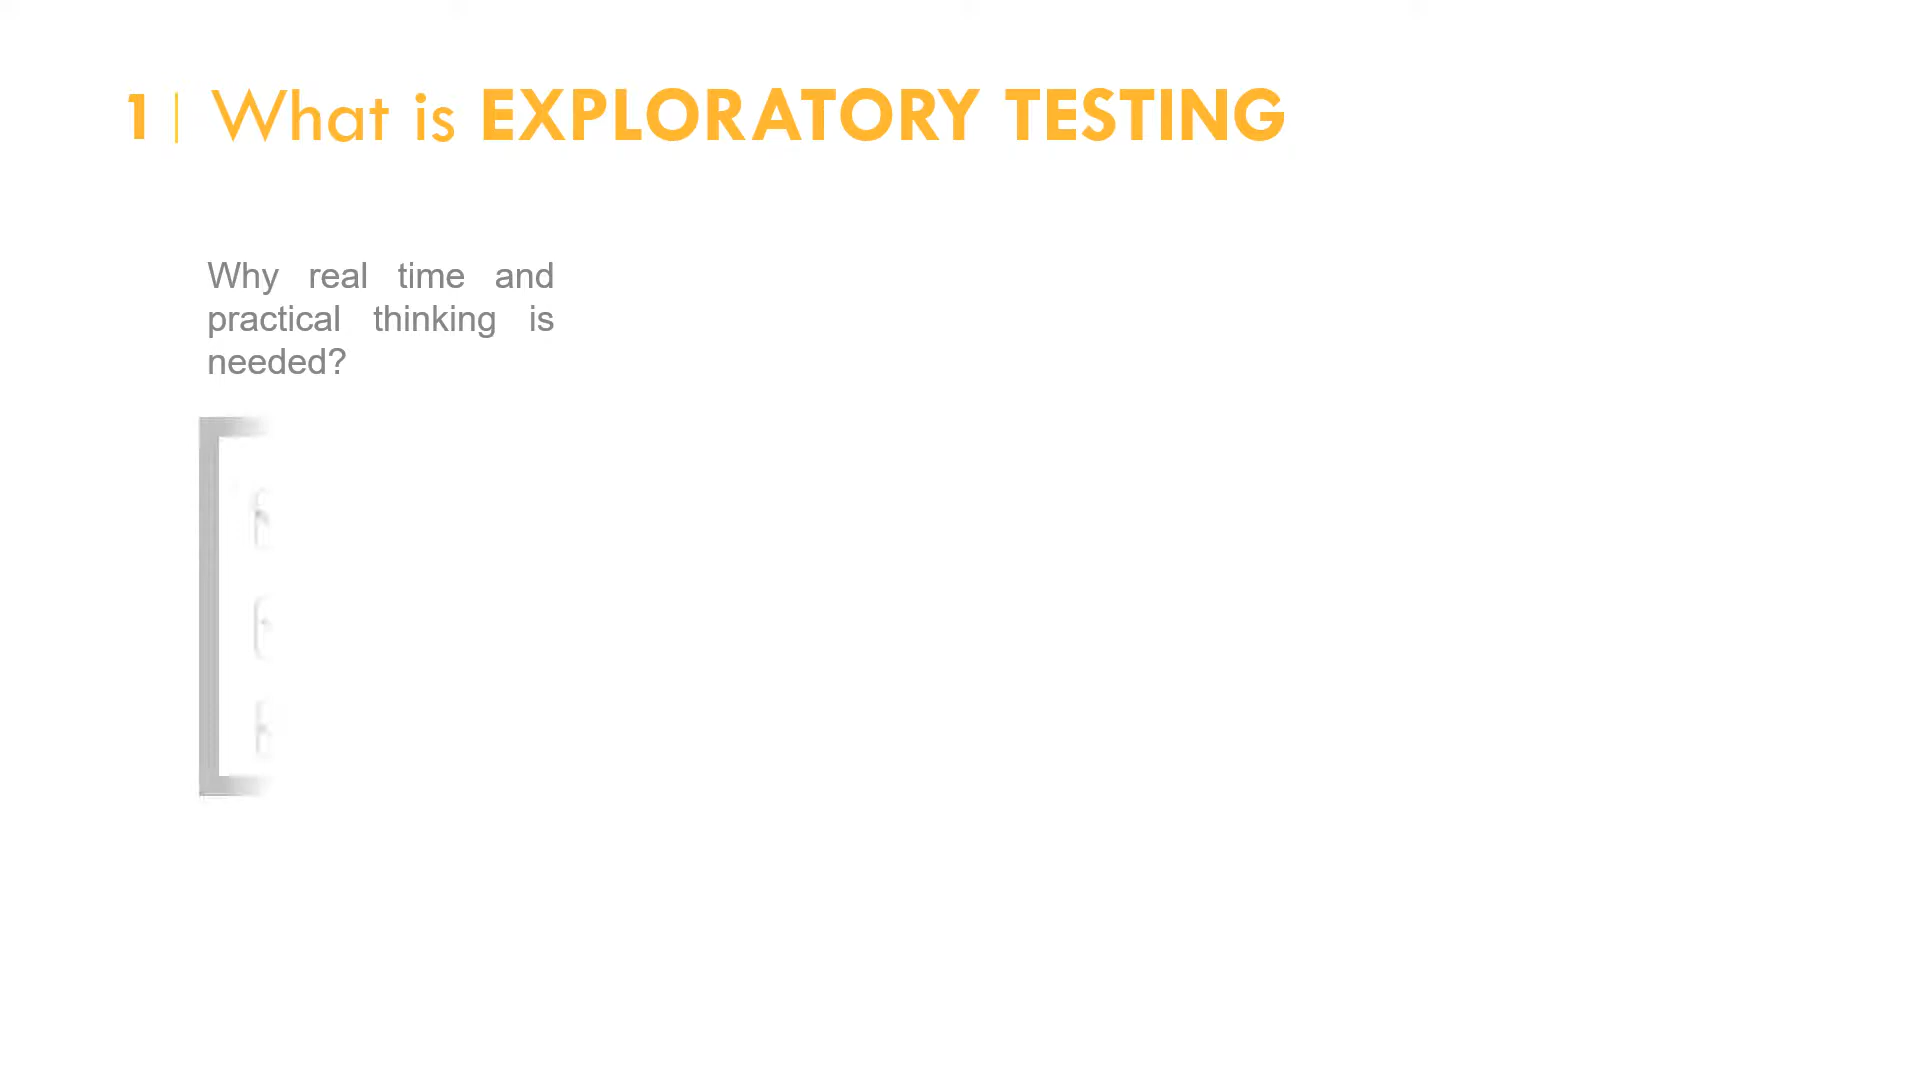 1 | What is EXPLORATORY TESTING
Why real time and
practical thinking is
needed?